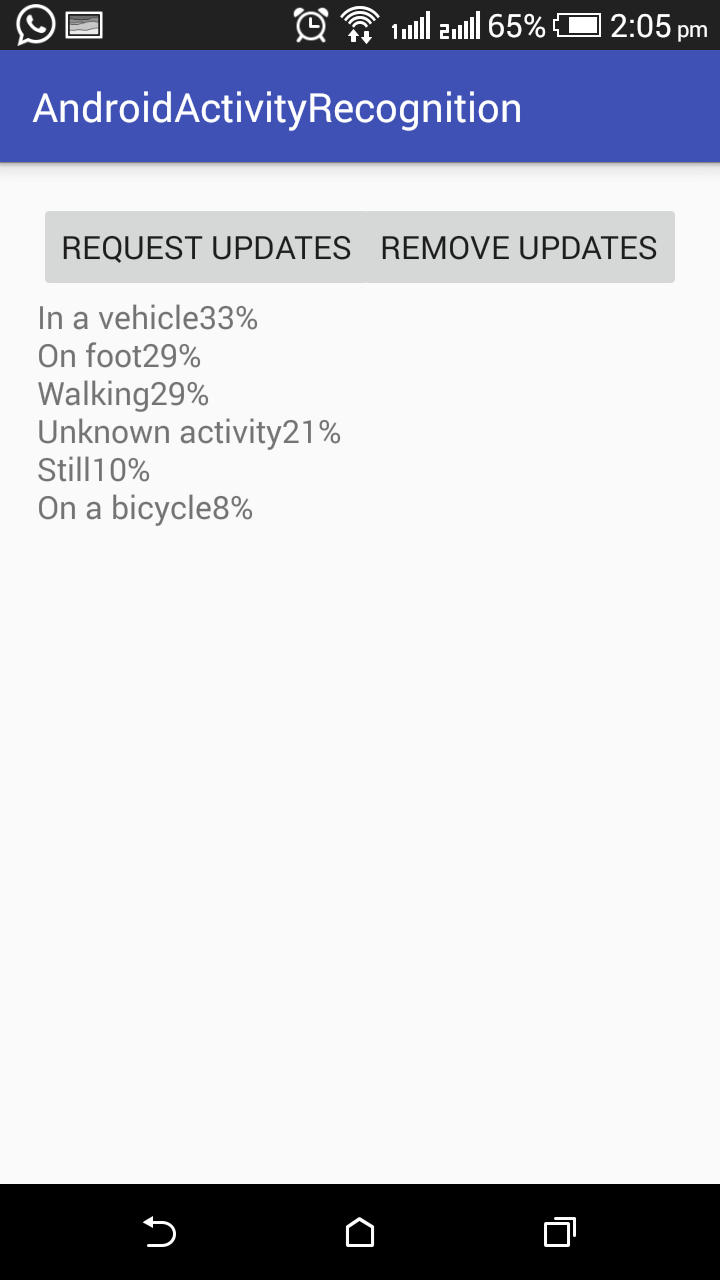 1 2 65% 2:05 pm
AndroidActivityRecognition
REQUEST UPDATES REMOVE UPDATES
In a vehicle33%
On foot29%
Walking29%
Unknown activity21%
Still10%
On a bicycle8%